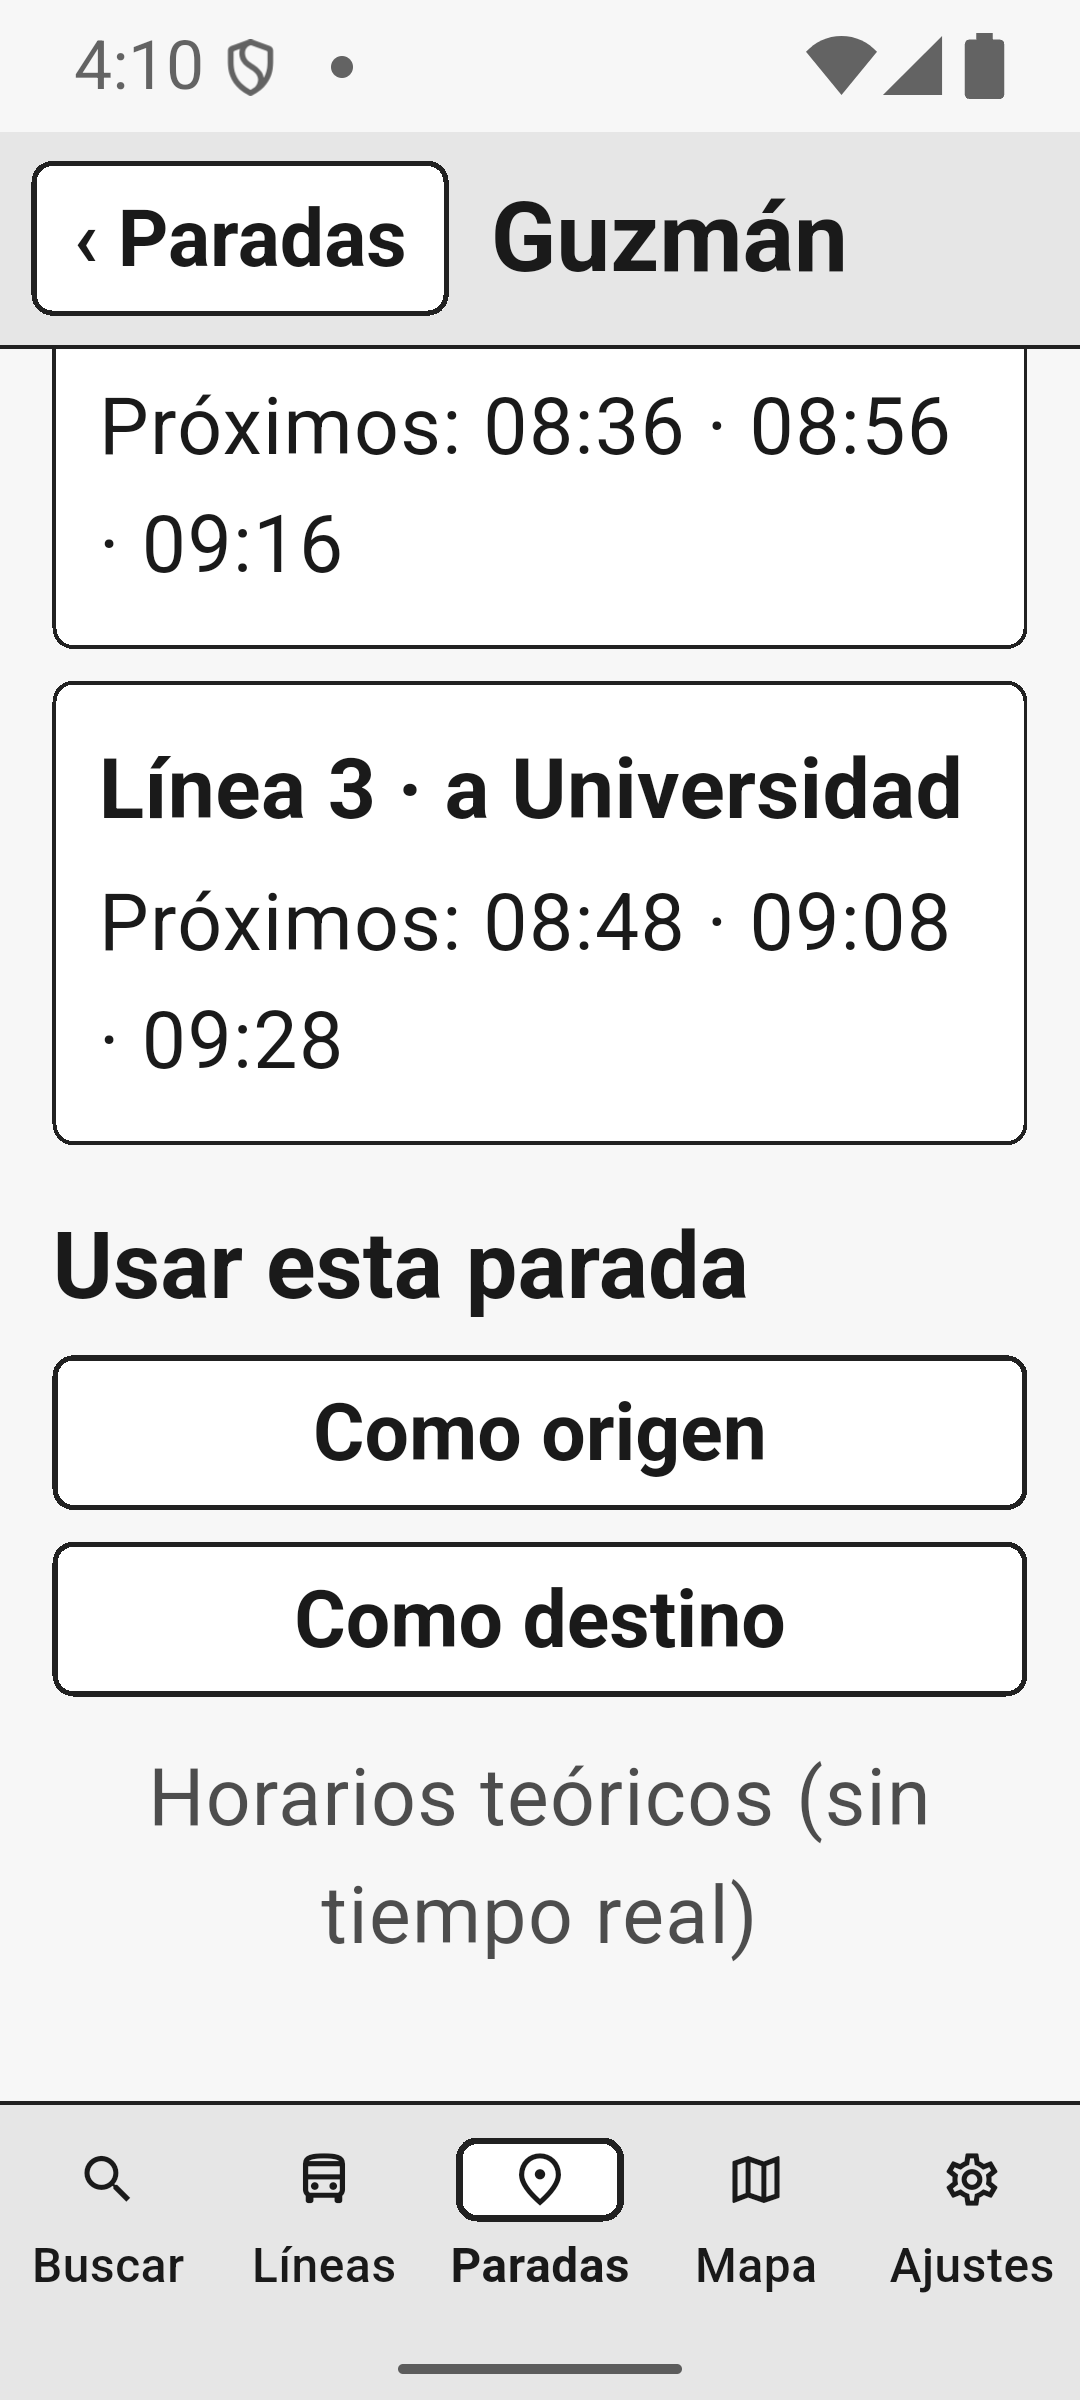 4:10
‹ Paradas
Guzmán
Próximos: 08:36 · 08:56
· 09:16
Línea 3 · a Universidad
Próximos: 08:48 · 09:08
· 09:28
Usar esta parada
Como origen
Como destino
Horarios teóricos (sin
tiempo real)
Buscar
Líneas
Paradas
Mapa
Ajustes